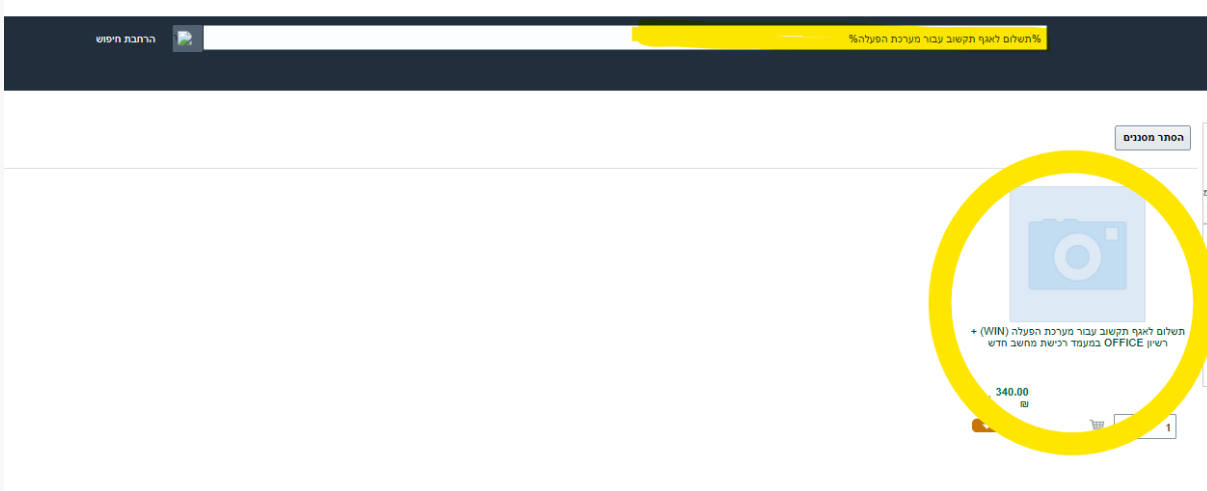 %תשלום לאגף תקשוב עבור מערכת הפעלה%
הרחבת חיפוש
הסתר מסננים
תשלום לאגף תקשוב עבור מערכת הפעלה (WIN) +
רשיון OFFICE במעמד רכישת מחשב חדש
340.00
₪
1